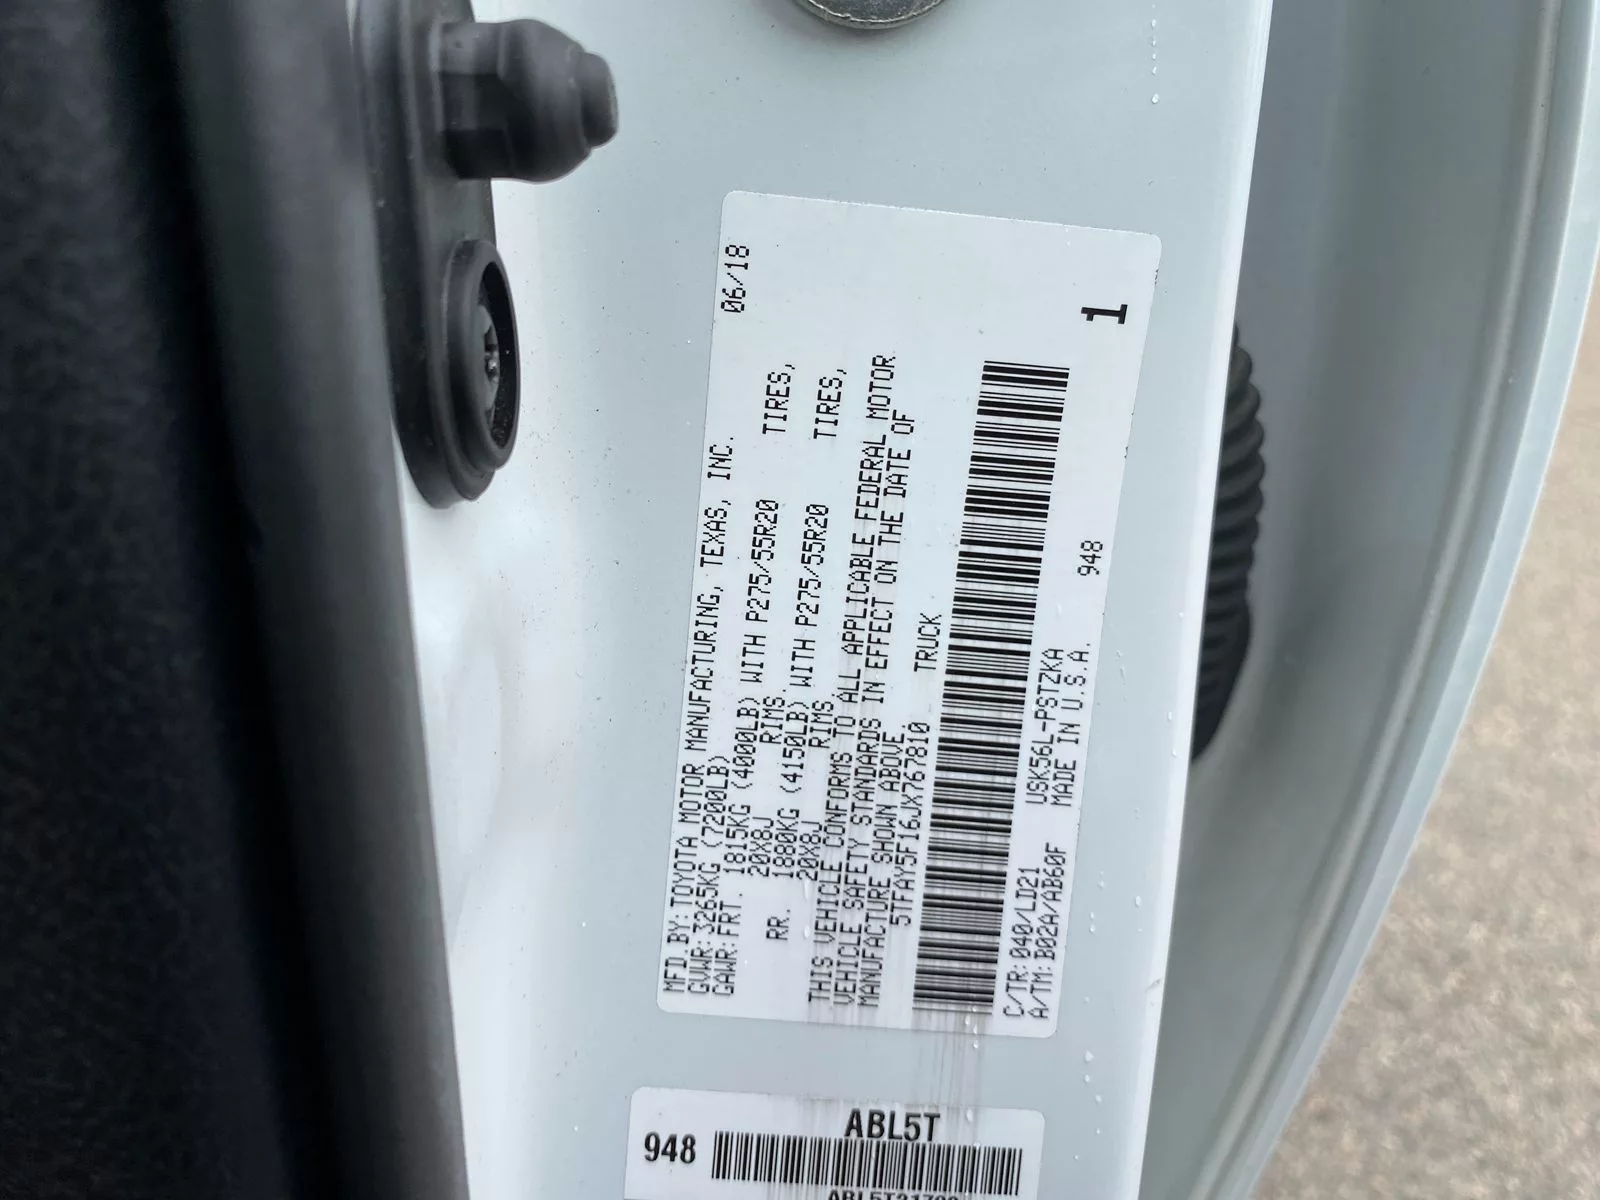 06/18
MFD.BY:TOYOTA MOTOR MANUFACTURING, TEXAS, INC.
GVWR:3265KG (7200LB)
GAWR:FRT. 1815KG (4000LB) WITH P275/55R20 TIRES,
20X8J RIMS.
RR. 1880KG (4150LB) WITH P275/55R20 TIRES,
20X8J RIMS
THIS VEHICLE CONFORMS TO ALL APPLICABLE FEDERAL MOTOR
VEHICLE SAFETY STANDARDS IN EFFECT ON THE DATE OF
MANUFACTURE SHOWN ABOVE.
5TFAY5F16JX767810 TRUCK
C/TR:040/LD21 USK56L-PSTZKA 948 1
A/TM:B02A/AB60F MADE IN U.S.A.
ABL5T
948